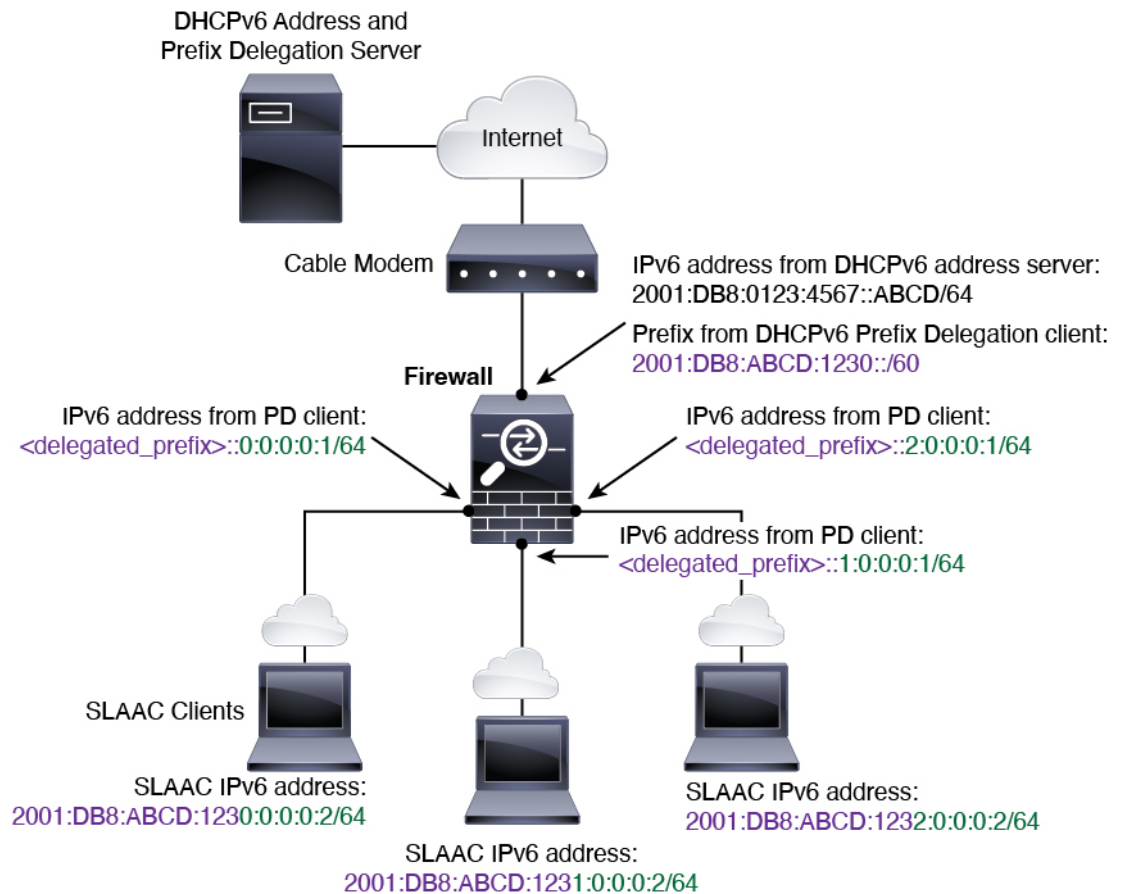 DHCPv6 Address and
Prefix Delegation Server
Internet
Cable Modem
IPv6 address from DHCPv6 address server:
2001:DB8:0123:4567::ABCD/64
Prefix from DHCPv6 Prefix Delegation client:
2001:DB8:ABCD:1230::/60
Firewall
IPv6 address from PD client:
<delegated_prefix>::0:0:0:0:1/64
IPv6 address from PD client:
<delegated_prefix>::2:0:0:0:1/64
IPv6 address from PD client:
<delegated_prefix>::1:0:0:0:1/64
SLAAC Clients
SLAAC IPv6 address:
2001:DB8:ABCD:1230:0:0:0:2/64
SLAAC IPv6 address:
2001:DB8:ABCD:1232:0:0:0:2/64
SLAAC IPv6 address:
2001:DB8:ABCD:1231:0:0:0:2/64